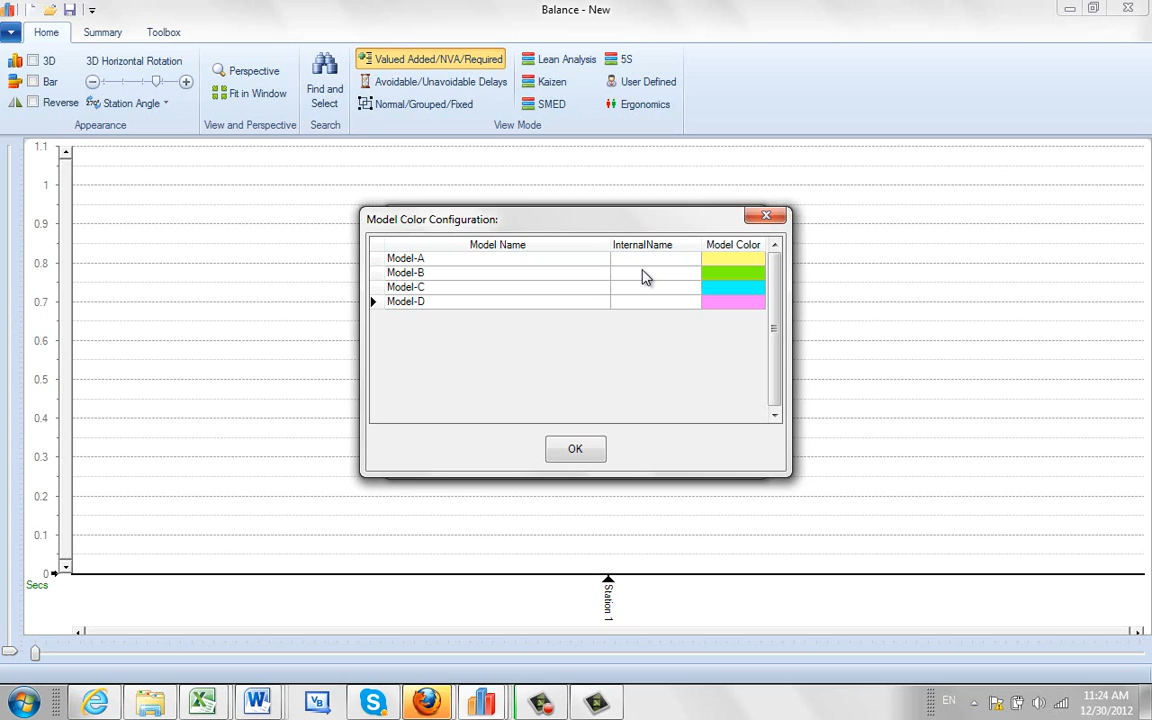 Balance - New
Home Summary Toolbox
3D 3D Horizontal Rotation
Bar
Reverse Station Angle
Appearance
Perspective
Fit in Window
View and Perspective
Find and
Select
Search
Valued Added/NVA/Required
Avoidable/Unavoidable Delays
Normal/Grouped/Fixed
Lean Analysis
Kaizen
SMED
5S
User Defined
Ergonomics
View Mode
1.1
1
0.9
0.8
0.7
0.6
0.5
0.4
0.3
0.2
0.1
0
Secs
Model Color Configuration:
Model Name InternalName Model Color
Model-A
Model-B
Model-C
Model-D
OK
Station 1
EN
11:24 AM
12/30/2012